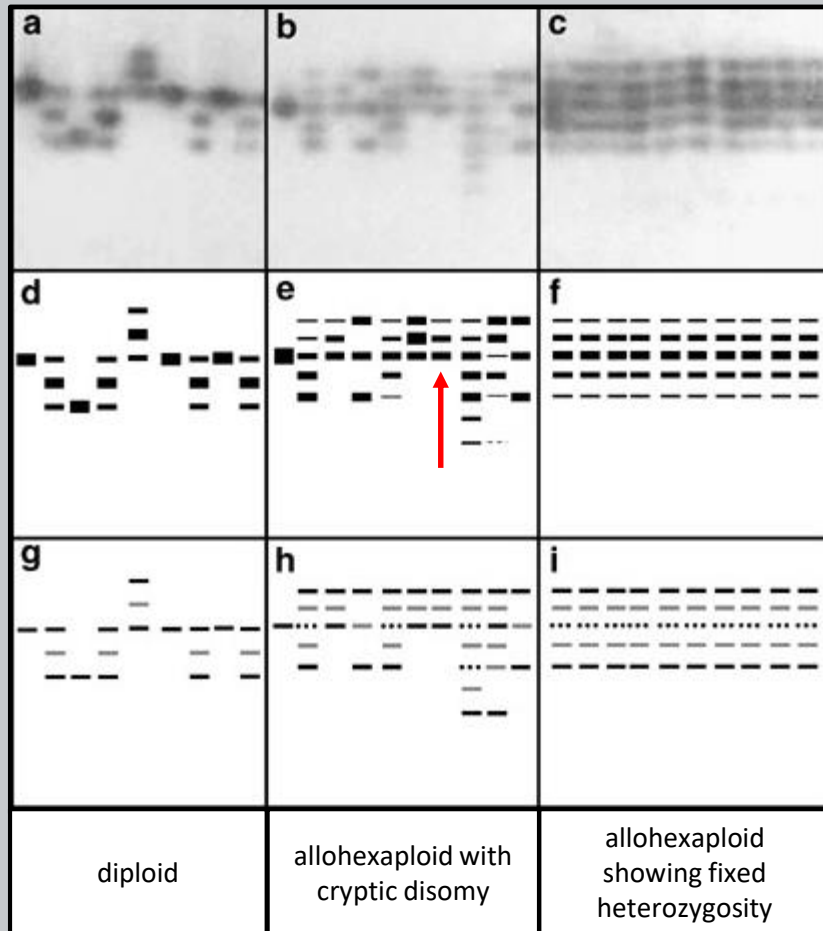 a
b
c
d
e
f
g
h
i
diploid
allohexaploid with
cryptic disomy
allohexaploid
showing fixed
heterozygosity